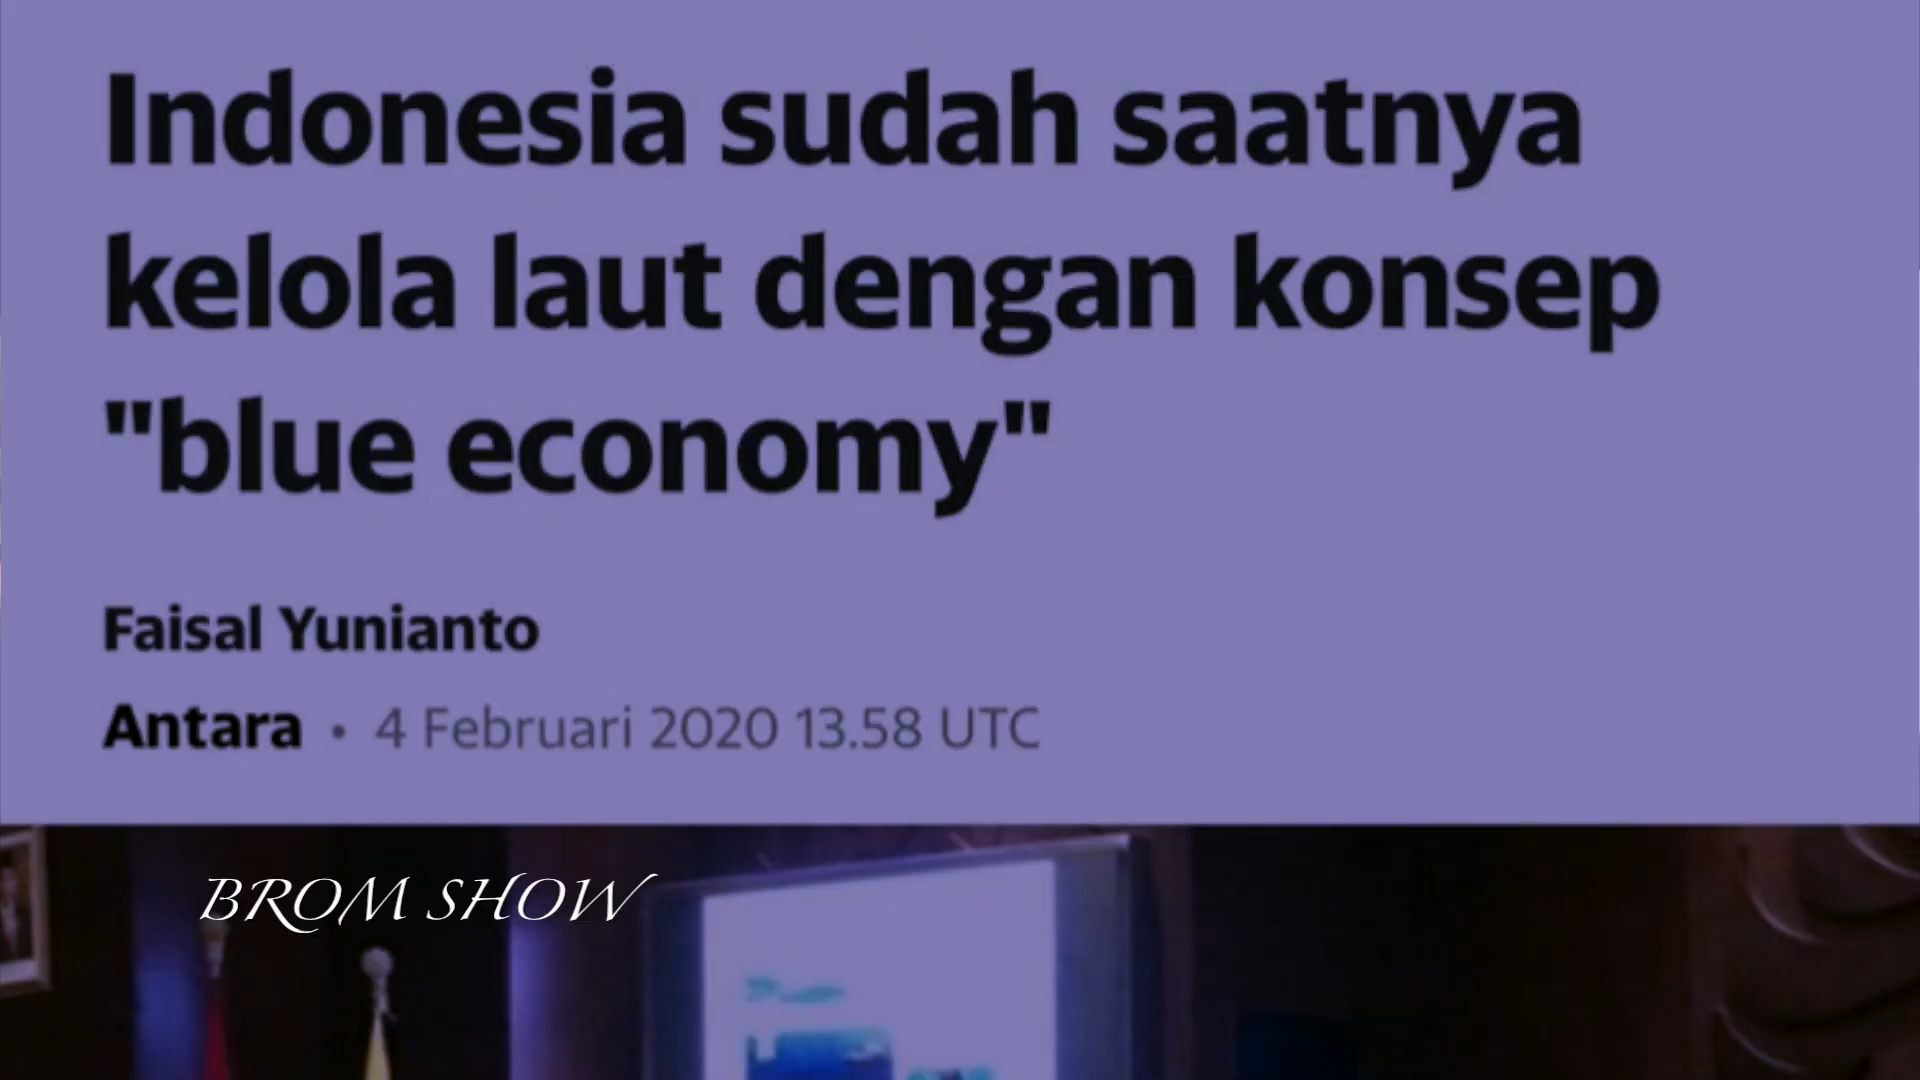 Indonesia sudah saatnya
kelola laut dengan konsep
"blue economy"
Faisal Yunianto
Antara • 4 Februari 2020 13.58 UTC
BROM SHOW